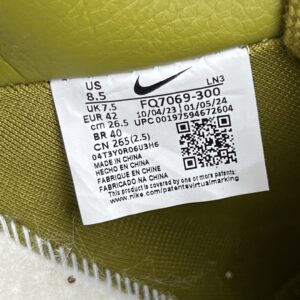 US LN3
8.5
UK 7.5 FQ7069-300
EUR 42 10/04/23 01/05/24
cm 26.5 UPC 00197594672604
BR 40
CN 265(2.5)
04T3Y0R06U3H6
MADE IN CHINA
HECHO EN CHINA
FABRIQUÉ EN CHINE
FABRICADO NA CHINA
This product is covered by one or more patents.
www.nike.com/patentsvirtualmarking